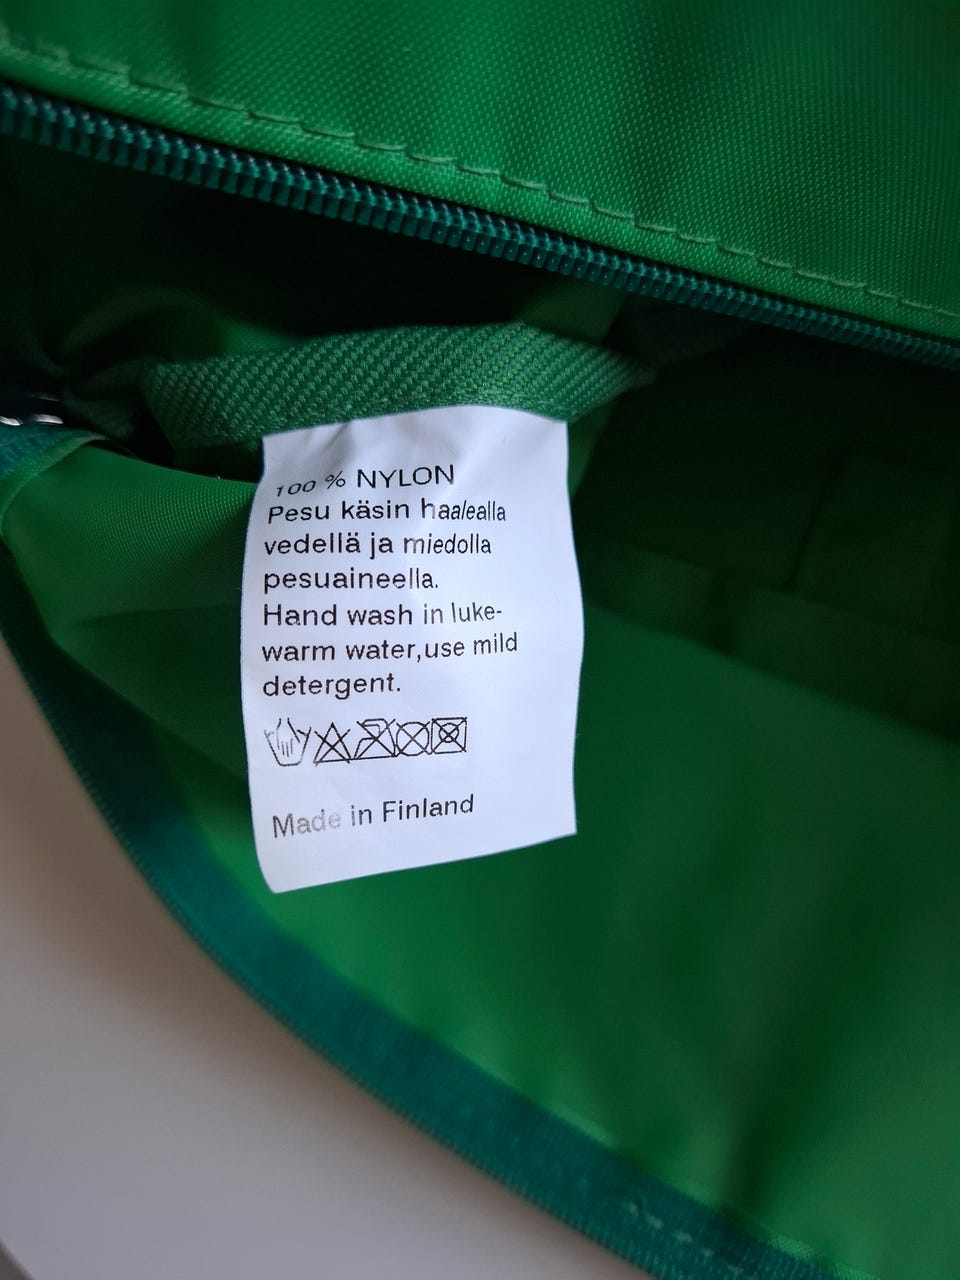 100 % NYLON
Pesu käsin haalealla
vedellä ja miedolla
pesuaineella.
Hand wash in luke-
warm water,use mild
detergent.
Made in Finland